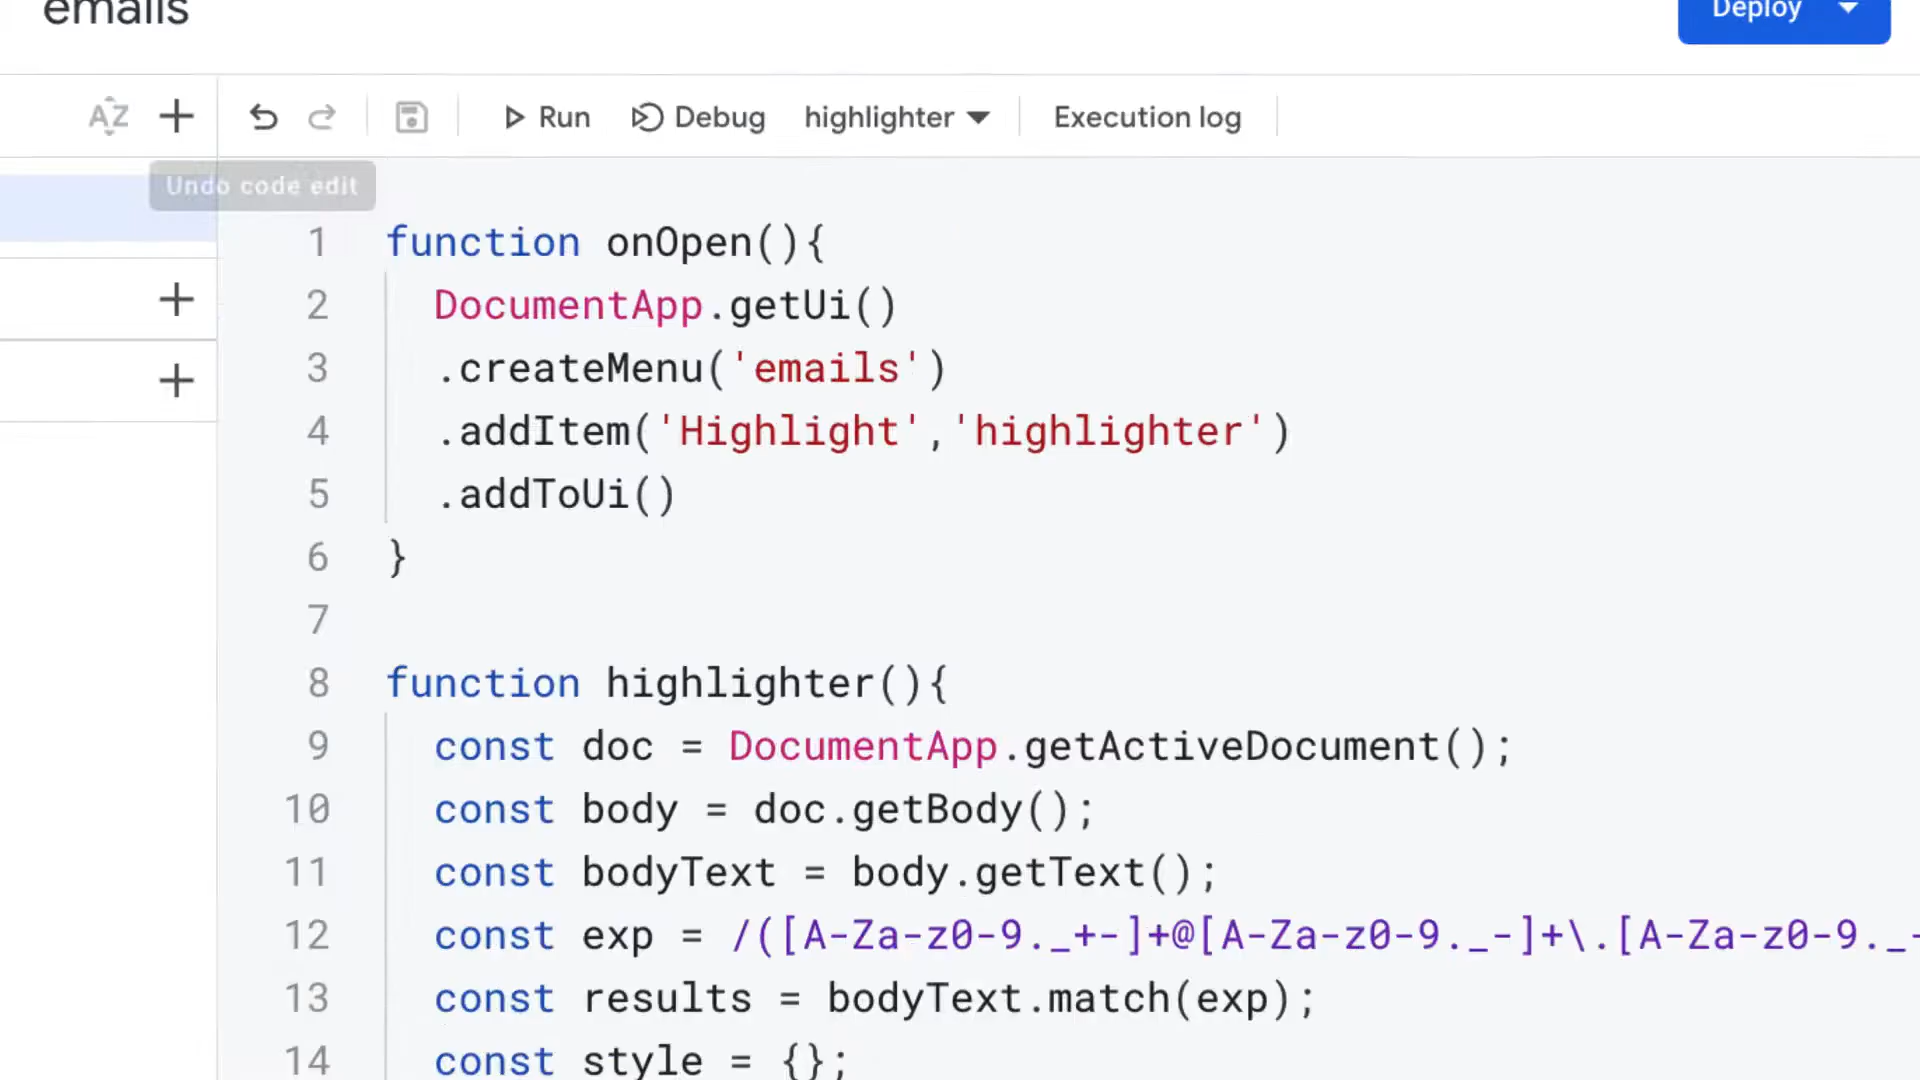 emails
Deploy
AZ
Run Debug highlighter Execution log
Undo code edit
1 function onOpen(){
2 DocumentApp.getUi()
3 .createMenu('emails')
4 .addItem('Highlight','highlighter')
5 .addToUi()
6 }
7
8 function highlighter(){
9 const doc = DocumentApp.getActiveDocument();
10 const body = doc.getBody();
11 const bodyText = body.getText();
12 const exp = /([A-Za-z0-9._+-]+@[A-Za-z0-9._-]+\.[A-Za-z0-9._-
13 const results = bodyText.match(exp);
14 const style = {};